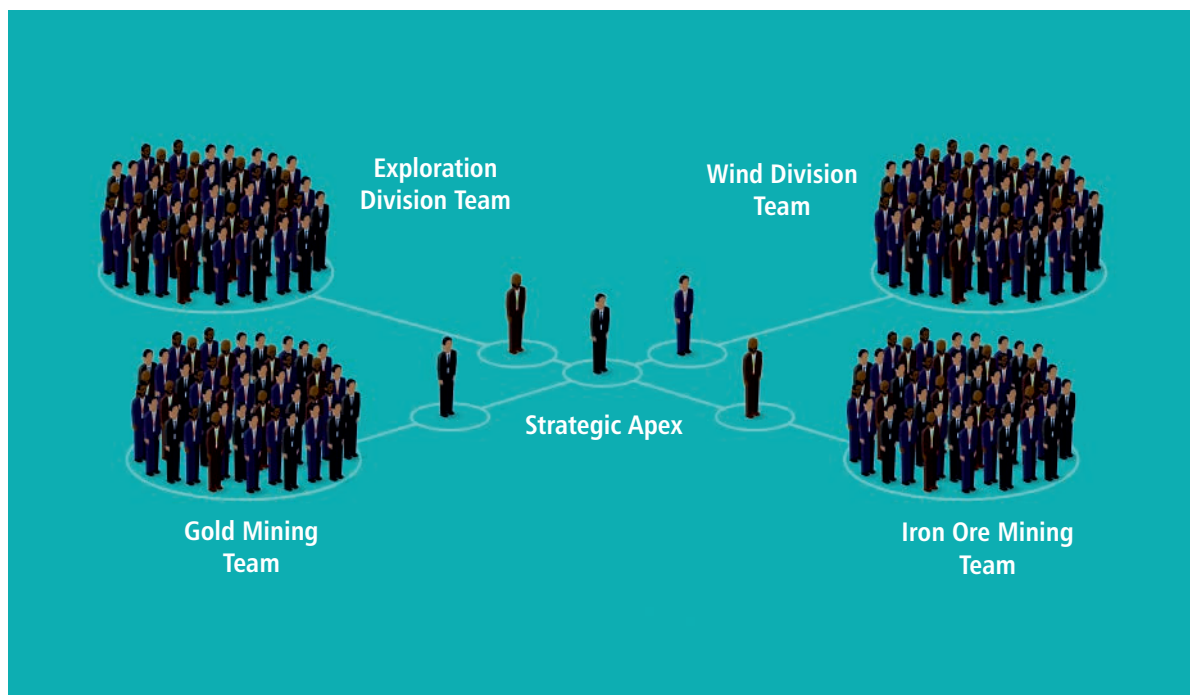 Exploration
Division Team
Wind Division
Team
Strategic Apex
Gold Mining
Team
Iron Ore Mining
Team